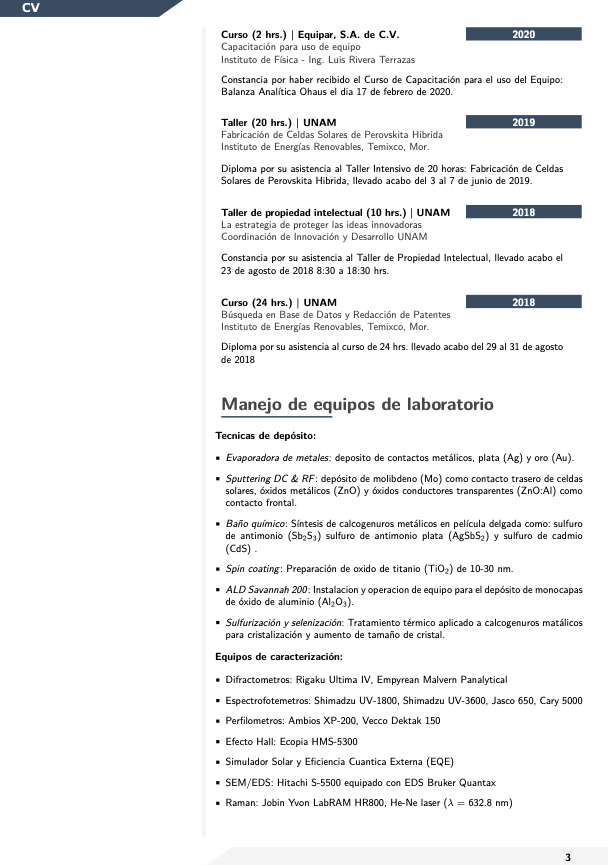 CV
Curso (2 hrs.) | Equipar, S.A. de C.V.
2020
Capacitación para uso de equipo
Instituto de Física - Ing. Luis Rivera Terrazas
Constancia por haber recibido el Curso de Capacitación para el uso del Equipo:
Balanza Analítica Ohaus el dia 17 de febrero de 2020.
Taller (20 hrs.) | UNAM
2019
Fabricación de Celdas Solares de Perovskita Hibrida
Instituto de Energías Renovables, Temixco, Mor.
Diploma por su asistencia al Taller Intensivo de 20 horas: Fabricación de Celdas
Solares de Perovskita Hibrida, llevado acabo del 3 al 7 de junio de 2019.
Taller de propiedad intelectual (10 hrs.) | UNAM
2018
La estrategia de proteger las ideas innovadoras
Coordinación de Innovación y Desarrollo UNAM
Constancia por su asistencia al Taller de Propiedad Intelectual, llevado acabo el
23 de agosto de 2018 8:30 a 18:30 hrs.
Curso (24 hrs.) | UNAM
2018
Búsqueda en Base de Datos y Redacción de Patentes
Instituto de Energías Renovables, Temixco, Mor.
Diploma por su asistencia al curso de 24 hrs. llevado acabo del 29 al 31 de agosto
de 2018
Manejo de equipos de laboratorio
Tecnicas de depósito:
▪ Evaporadora de metales: deposito de contactos metálicos, plata (Ag) y oro (Au).
▪ Sputtering DC & RF: depósito de molibdeno (Mo) como contacto trasero de celdas
solares, óxidos metálicos (ZnO) y óxidos conductores transparentes (ZnO:Al) como
contacto frontal.
▪ Baño químico: Síntesis de calcogenuros metálicos en película delgada como: sulfuro
de antimonio (Sb₂S₃) sulfuro de antimonio plata (AgSbS₂) y sulfuro de cadmio
(CdS) .
▪ Spin coating: Preparación de oxido de titanio (TiO₂) de 10-30 nm.
▪ ALD Savannah 200: Instalacion y operacion de equipo para el depósito de monocapas
de óxido de aluminio (Al₂O₃).
▪ Sulfurización y selenización: Tratamiento térmico aplicado a calcogenuros matálicos
para cristalización y aumento de tamaño de cristal.
Equipos de caracterización:
▪ Difractometros: Rigaku Ultima IV, Empyrean Malvern Panalytical
▪ Espectrofotemetros: Shimadzu UV-1800, Shimadzu UV-3600, Jasco 650, Cary 5000
▪ Perfilometros: Ambios XP-200, Vecco Dektak 150
▪ Efecto Hall: Ecopia HMS-5300
▪ Simulador Solar y Eficiencia Cuantica Externa (EQE)
▪ SEM/EDS: Hitachi S-5500 equipado con EDS Bruker Quantax
▪ Raman: Jobin Yvon LabRAM HR800, He-Ne laser (λ = 632.8 nm)
3